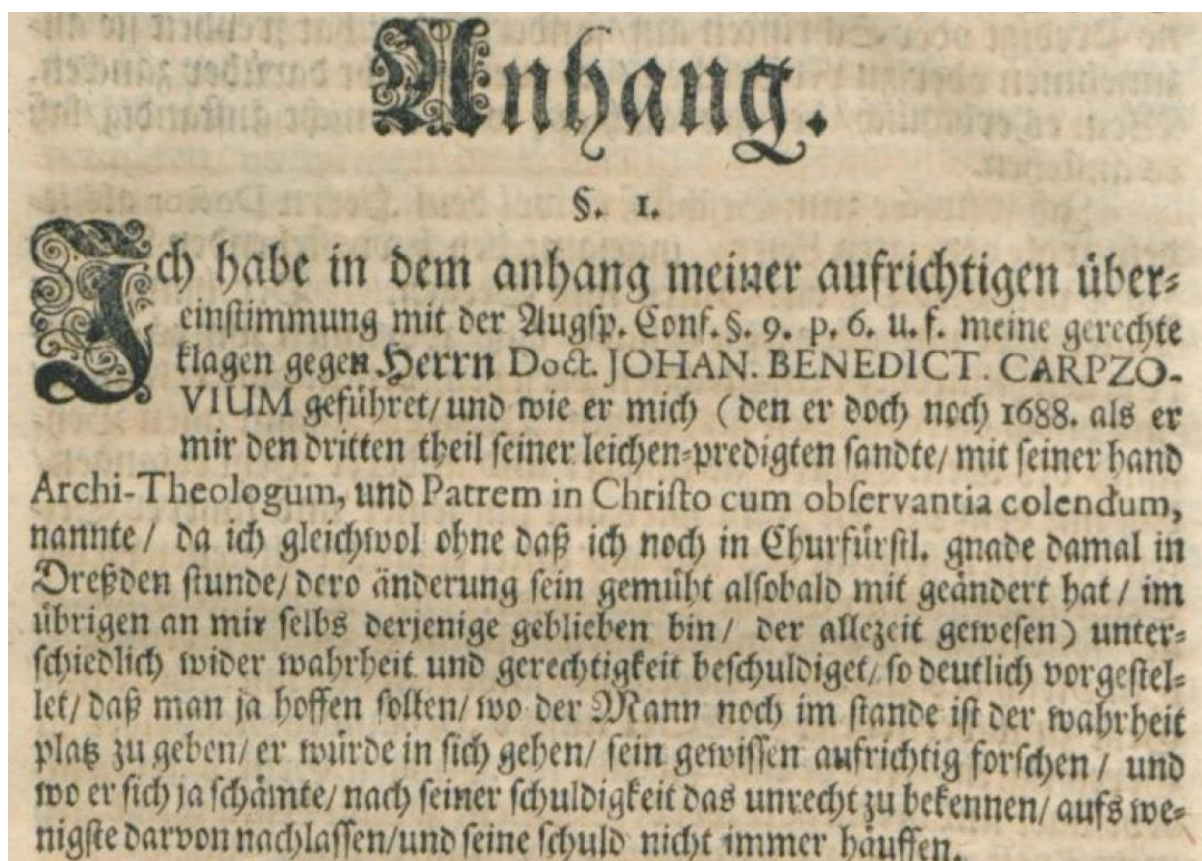 Anhang.
§. 1.
Ich habe in dem anhang meiner aufrichtigen über⸗
einstimmung mit der Augsp. Conf. §. 9. p. 6. u. f. meine gerechte
klagen gegen Herrn Doct. JOHAN. BENEDICT. CARPZO-
VIUM geführet/ und wie er mich (den er doch noch 1688. als er
mir den dritten theil seiner leichen⸗predigten sandte/ mit seiner hand
Archi-Theologum, und Patrem in Christo cum observantia colendum,
nannte/ da ich gleichwol ohne daß ich noch in Churfürstl. gnade damal in
Dreßden stunde/ dero änderung sein gemüht alsobald mit geändert hat/ im
übrigen an mir selbs derjenige geblieben bin/ der allezeit gewesen) unter⸗
schiedlich wider wahrheit und gerechtigkeit beschuldiget/ so deutlich vorgestel⸗
let/ daß man ja hoffen solten/ wo der Mann noch im stande ist der wahrheit
platz zu geben/ er würde in sich gehen/ sein gewissen aufrichtig forschen/ und
wo er sich ja schämte/ nach seiner schuldigkeit das unrecht zu bekennen/ aufs we⸗
nigste darvon nachlassen/ und seine schuld nicht immer häuffen.